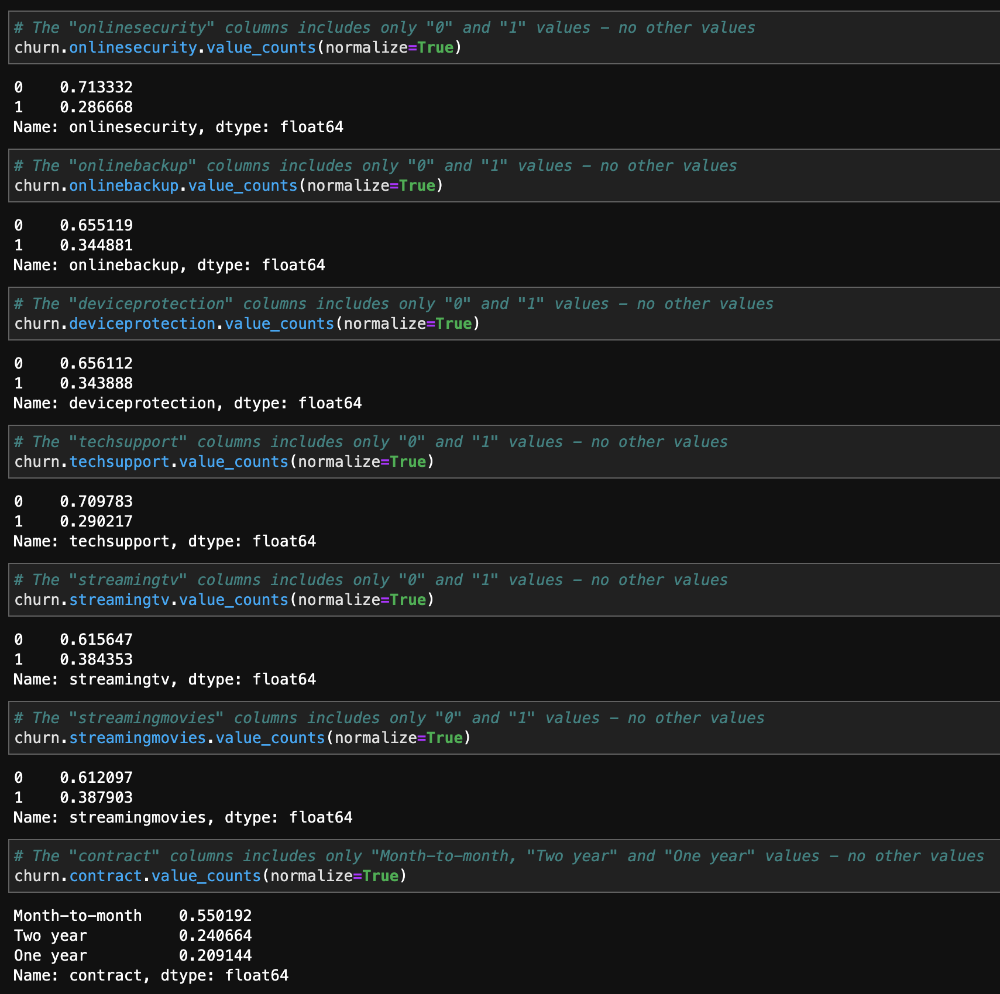 # The "onlinesecurity" columns includes only "0" and "1" values – no other values
churn.onlinesecurity.value_counts(normalize=True)
0    0.713332
1    0.286668
Name: onlinesecurity, dtype: float64
# The "onlinebackup" columns includes only "0" and "1" values – no other values
churn.onlinebackup.value_counts(normalize=True)
0    0.655119
1    0.344881
Name: onlinebackup, dtype: float64
# The "deviceprotection" columns includes only "0" and "1" values – no other values
churn.deviceprotection.value_counts(normalize=True)
0    0.656112
1    0.343888
Name: deviceprotection, dtype: float64
# The "techsupport" columns includes only "0" and "1" values – no other values
churn.techsupport.value_counts(normalize=True)
0    0.709783
1    0.290217
Name: techsupport, dtype: float64
# The "streamingtv" columns includes only "0" and "1" values – no other values
churn.streamingtv.value_counts(normalize=True)
0    0.615647
1    0.384353
Name: streamingtv, dtype: float64
# The "streamingmovies" columns includes only "0" and "1" values – no other values
churn.streamingmovies.value_counts(normalize=True)
0    0.612097
1    0.387903
Name: streamingmovies, dtype: float64
# The "contract" columns includes only "Month-to-month, "Two year" and "One year" values – no other values
churn.contract.value_counts(normalize=True)
Month-to-month    0.550192
Two year          0.240664
One year          0.209144
Name: contract, dtype: float64